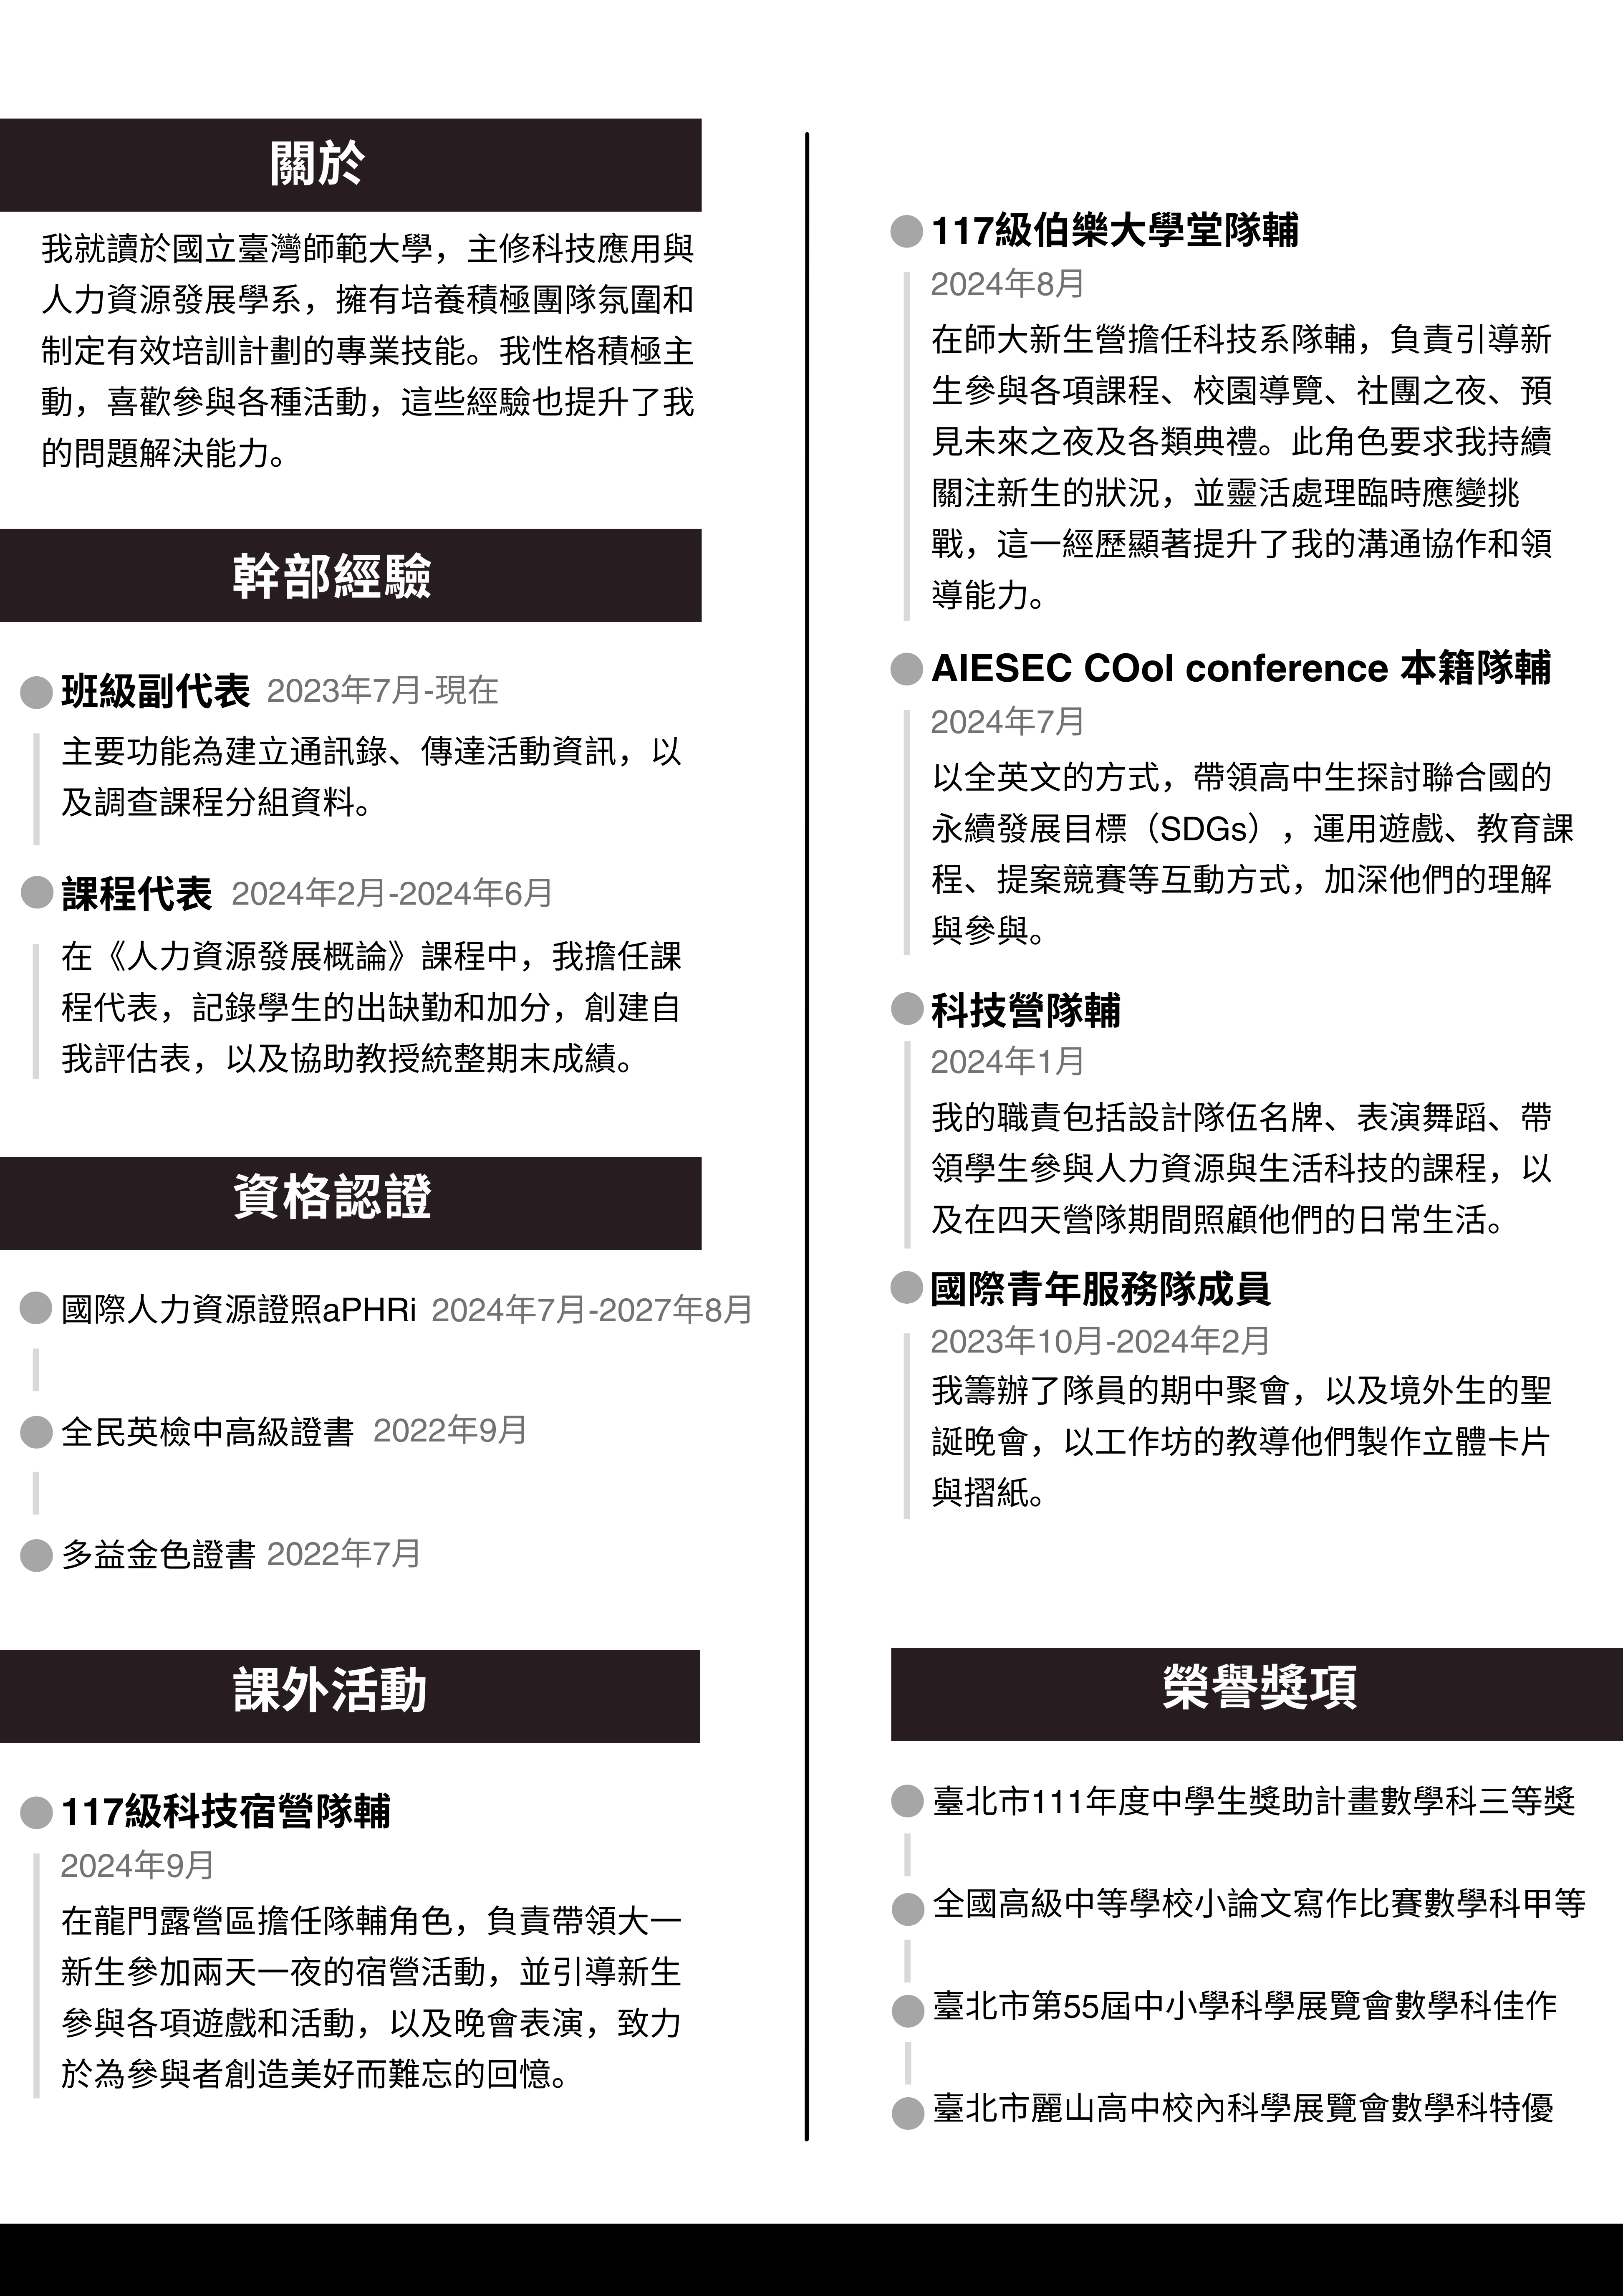 關於
我就讀於國立臺灣師範大學，主修科技應用與
人力資源發展學系，擁有培養積極團隊氛圍和
制定有效培訓計劃的專業技能。我性格積極主
動，喜歡參與各種活動，這些經驗也提升了我
的問題解決能力。
幹部經驗
班級副代表 2023年7月-現在
主要功能為建立通訊錄、傳達活動資訊，以
及調查課程分組資料。
課程代表 2024年2月-2024年6月
在《人力資源發展概論》課程中，我擔任課
程代表，記錄學生的出缺勤和加分，創建自
我評估表，以及協助教授統整期末成績。
資格認證
國際人力資源證照aPHRi 2024年7月-2027年8月
全民英檢中高級證書 2022年9月
多益金色證書 2022年7月
課外活動
117級科技宿營隊輔
2024年9月
在龍門露營區擔任隊輔角色，負責帶領大一
新生參加兩天一夜的宿營活動，並引導新生
參與各項遊戲和活動，以及晚會表演，致力
於為參與者創造美好而難忘的回憶。
117級伯樂大學堂隊輔
2024年8月
在師大新生營擔任科技系隊輔，負責引導新
生參與各項課程、校園導覽、社團之夜、預
見未來之夜及各類典禮。此角色要求我持續
關注新生的狀況，並靈活處理臨時應變挑
戰，這一經歷顯著提升了我的溝通協作和領
導能力。
AIESEC COol conference 本籍隊輔
2024年7月
以全英文的方式，帶領高中生探討聯合國的
永續發展目標（SDGs），運用遊戲、教育課
程、提案競賽等互動方式，加深他們的理解
與參與。
科技營隊輔
2024年1月
我的職責包括設計隊伍名牌、表演舞蹈、帶
領學生參與人力資源與生活科技的課程，以
及在四天營隊期間照顧他們的日常生活。
國際青年服務隊成員
2023年10月-2024年2月
我籌辦了隊員的期中聚會，以及境外生的聖
誕晚會，以工作坊的教導他們製作立體卡片
與摺紙。
榮譽獎項
臺北市111年度中學生獎助計畫數學科三等獎
全國高級中等學校小論文寫作比賽數學科甲等
臺北市第55屆中小學科學展覽會數學科佳作
臺北市麗山高中校內科學展覽會數學科特優